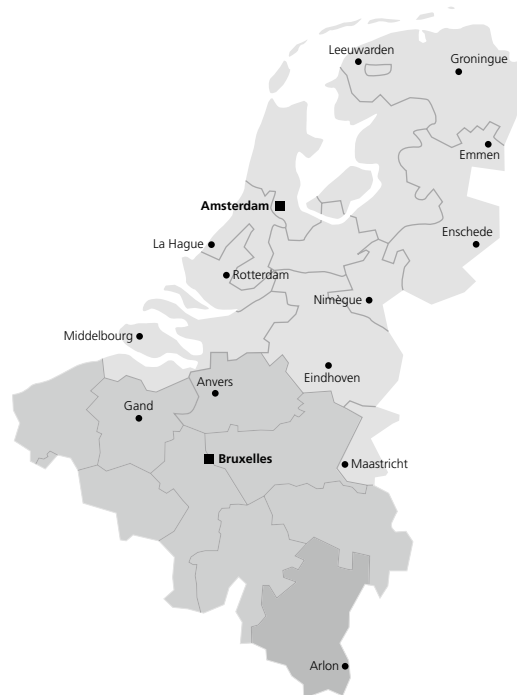 Leeuwarden
Groningue
Emmen
Amsterdam
Enschede
La Hague
Rotterdam
Nimègue
Middelbourg
Eindhoven
Anvers
Gand
Bruxelles
Maastricht
Arlon